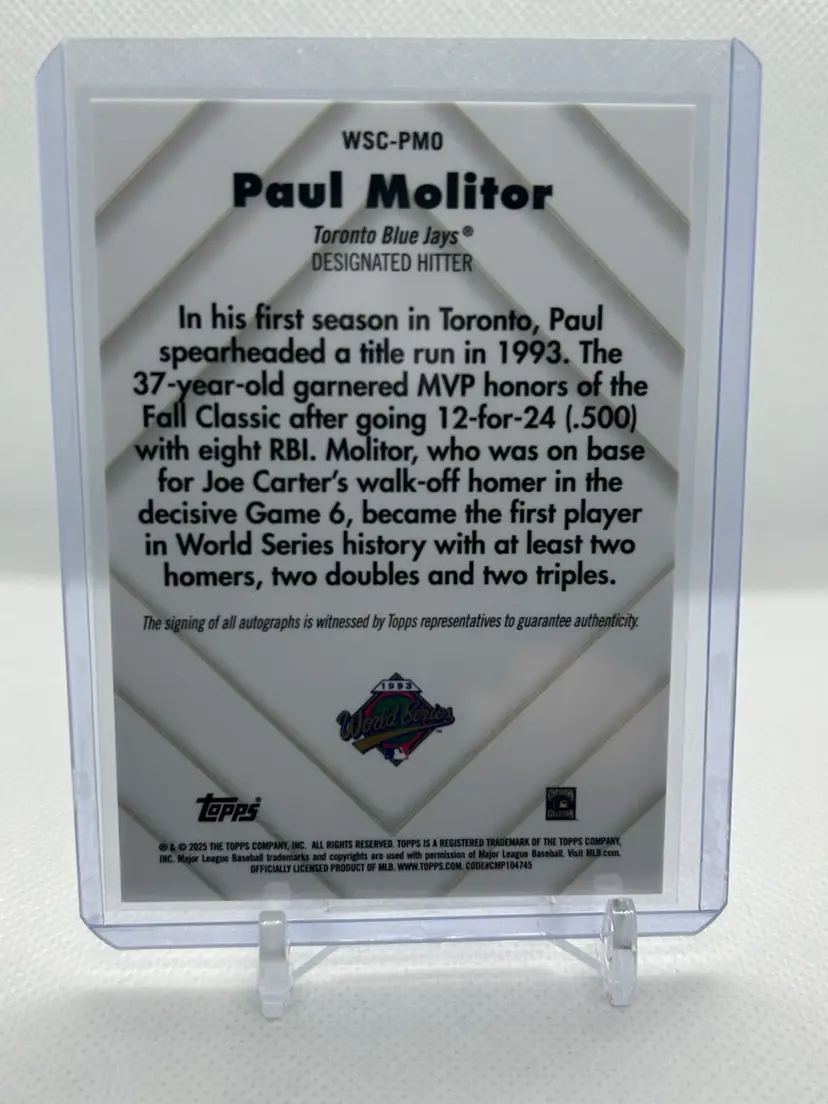 WSC-PMO
Paul Molitor
Toronto Blue Jays®
DESIGNATED HITTER
In his first season in Toronto, Paul
spearheaded a title run in 1993. The
37-year-old garnered MVP honors of the
Fall Classic after going 12-for-24 (.500)
with eight RBI. Molitor, who was on base
for Joe Carter's walk-off homer in the
decisive Game 6, became the first player
in World Series history with at least two
homers, two doubles and two triples.
The signing of all autographs is witnessed by Topps representatives to guarantee authenticity.
1993
World Series
Topps
® & © 2025 THE TOPPS COMPANY, INC. ALL RIGHTS RESERVED. TOPPS IS A REGISTERED TRADEMARK OF THE TOPPS COMPANY,
INC. Major League Baseball trademarks and copyrights are used with permission of Major League Baseball. Visit MLB.com.
OFFICIALLY LICENSED PRODUCT OF MLB. WWW.TOPPS.COM. CODE#CMP104745